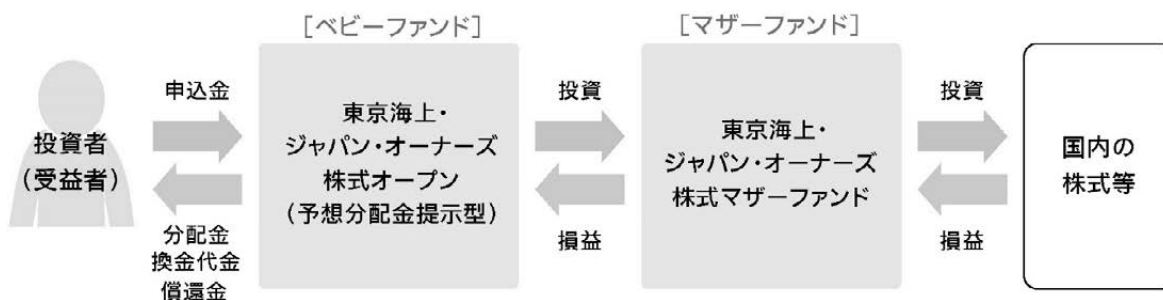 [ベビーファンド]
[マザーファンド]
投資者
(受益者)
申込金
分配金
換金代金
償還金
東京海上・
ジャパン・オーナーズ
株式オープン
(予想分配金提示型)
投資
損益
東京海上・
ジャパン・オーナーズ
株式マザーファンド
投資
損益
国内の
株式等